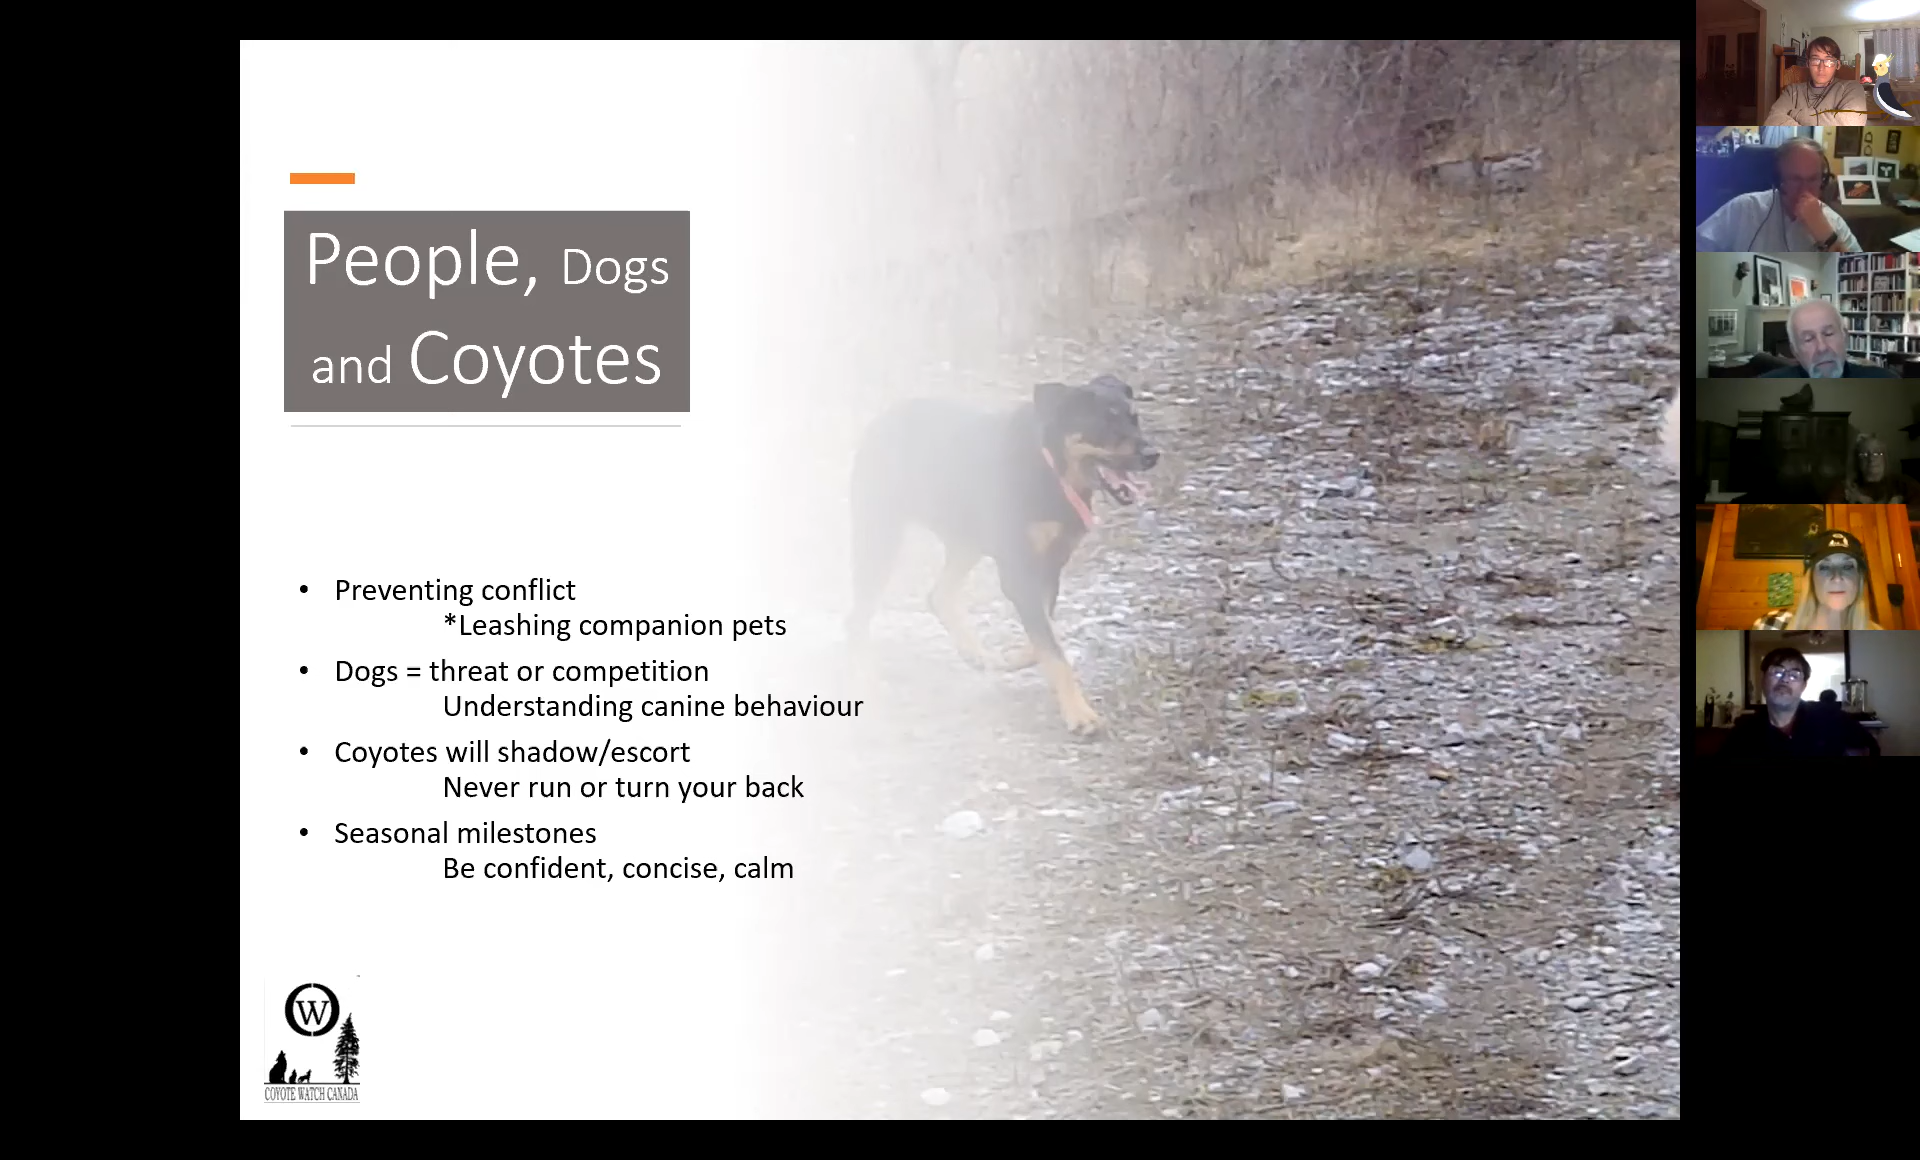 People, Dogs
and Coyotes
• Preventing conflict
*Leashing companion pets
• Dogs = threat or competition
Understanding canine behaviour
• Coyotes will shadow/escort
Never run or turn your back
• Seasonal milestones
Be confident, concise, calm
W
COYOTE WATCH CANADA